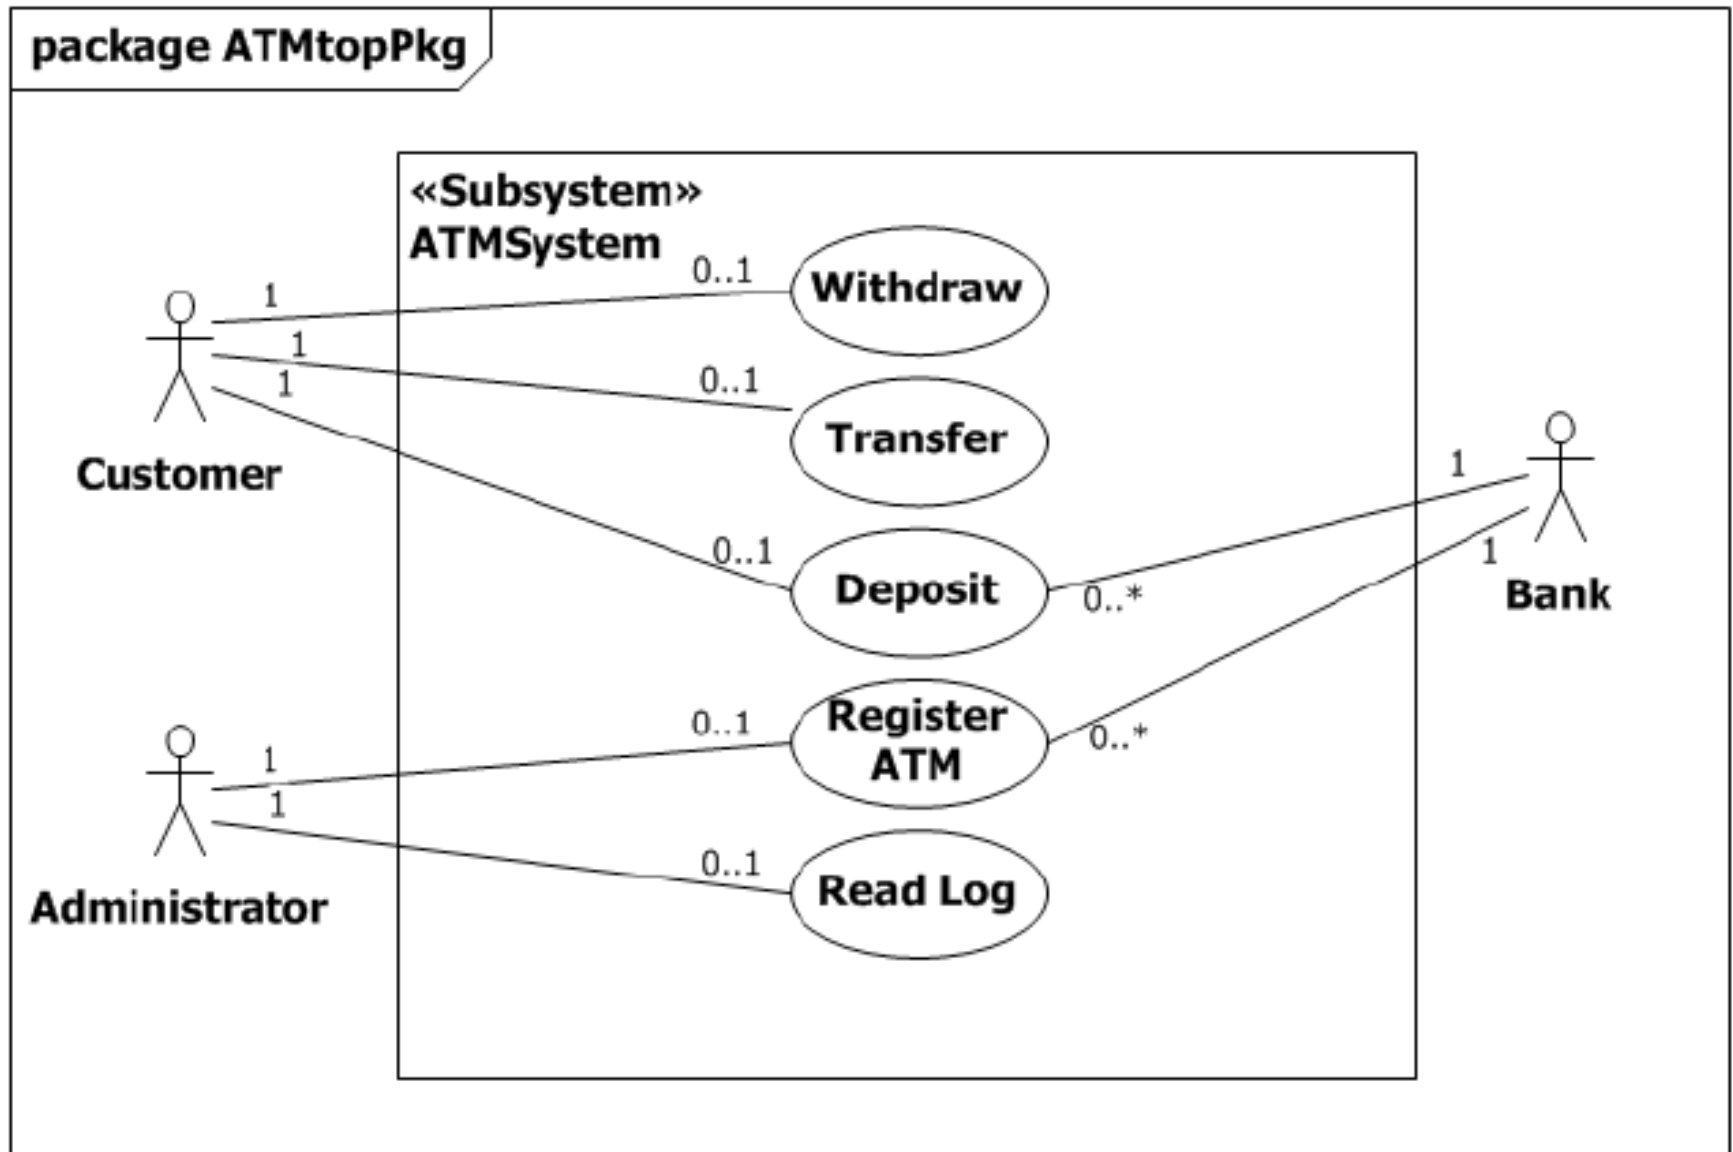 package ATMtopPkg
«Subsystem»
ATMSystem
1
0..1
Withdraw
1
0..1
Transfer
1
0..1
Deposit
Customer
1
0..*
1
0..*
Bank
1
0..1
Register
ATM
1
0..1
Read Log
Administrator